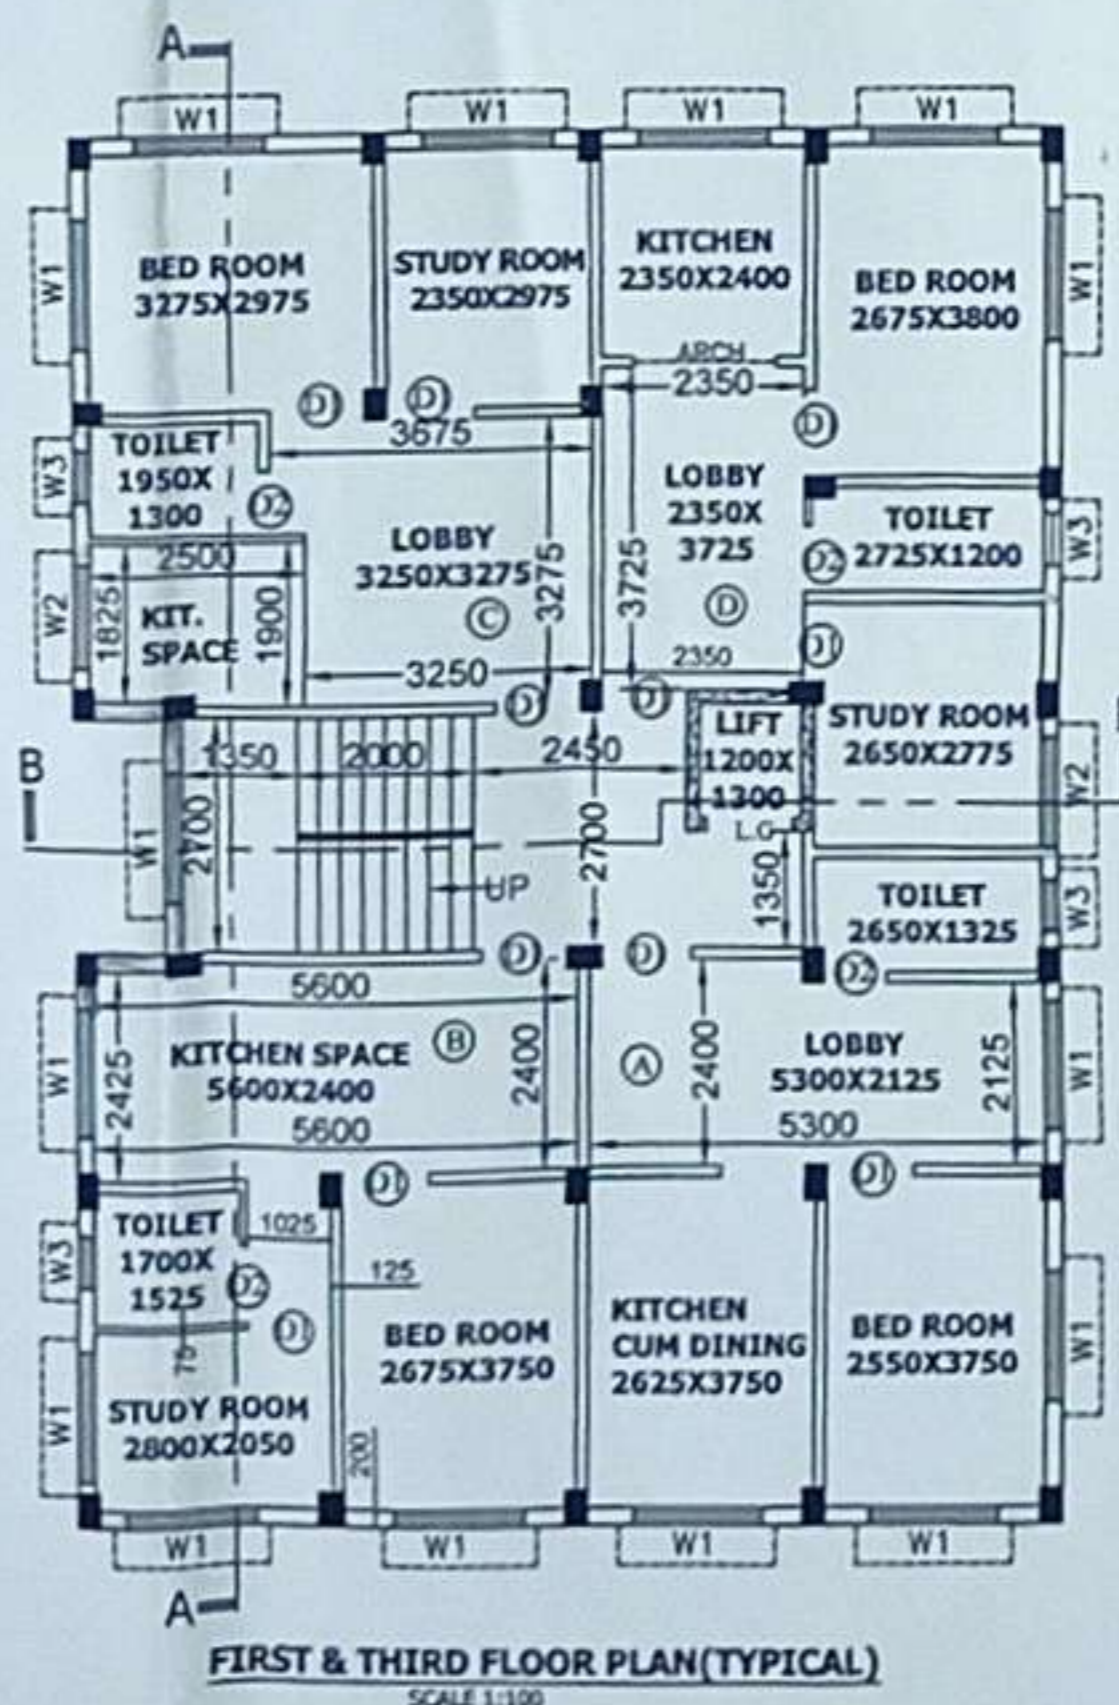 A
W1
W1
W1
W1
W1
BED ROOM
3275X2975
STUDY ROOM
2350X2975
KITCHEN
2350X2400
BED ROOM
2675X3800
W1
ARCH
2350
D
D
D
3675
W3
TOILET
1950X
1300
D2
LOBBY
3250X3275
3275
LOBBY
2350X
3725
3725
D
TOILET
2725X1200
D2
W3
W2
2500
1825
KIT.
SPACE
1900
C
3250
2350
D1
D
D
LIFT
1200X
1300
LG
STUDY ROOM
2650X2775
W2
B
W1
1350
2000
2450
2700
2700
UP
1350
TOILET
2650X1325
W3
D
D
D2
5600
W1
2425
KITCHEN SPACE
5600X2400
B
2400
A
2400
LOBBY
5300X2125
2125
W1
5600
5300
D1
D1
W3
TOILET
1700X
1525
1025
D2
125
D1
75
BED ROOM
2675X3750
KITCHEN
CUM DINING
2625X3750
BED ROOM
2550X3750
W1
W1
STUDY ROOM
2800X2050
200
W1
W1
W1
W1
A
FIRST & THIRD FLOOR PLAN(TYPICAL)
SCALE 1:100